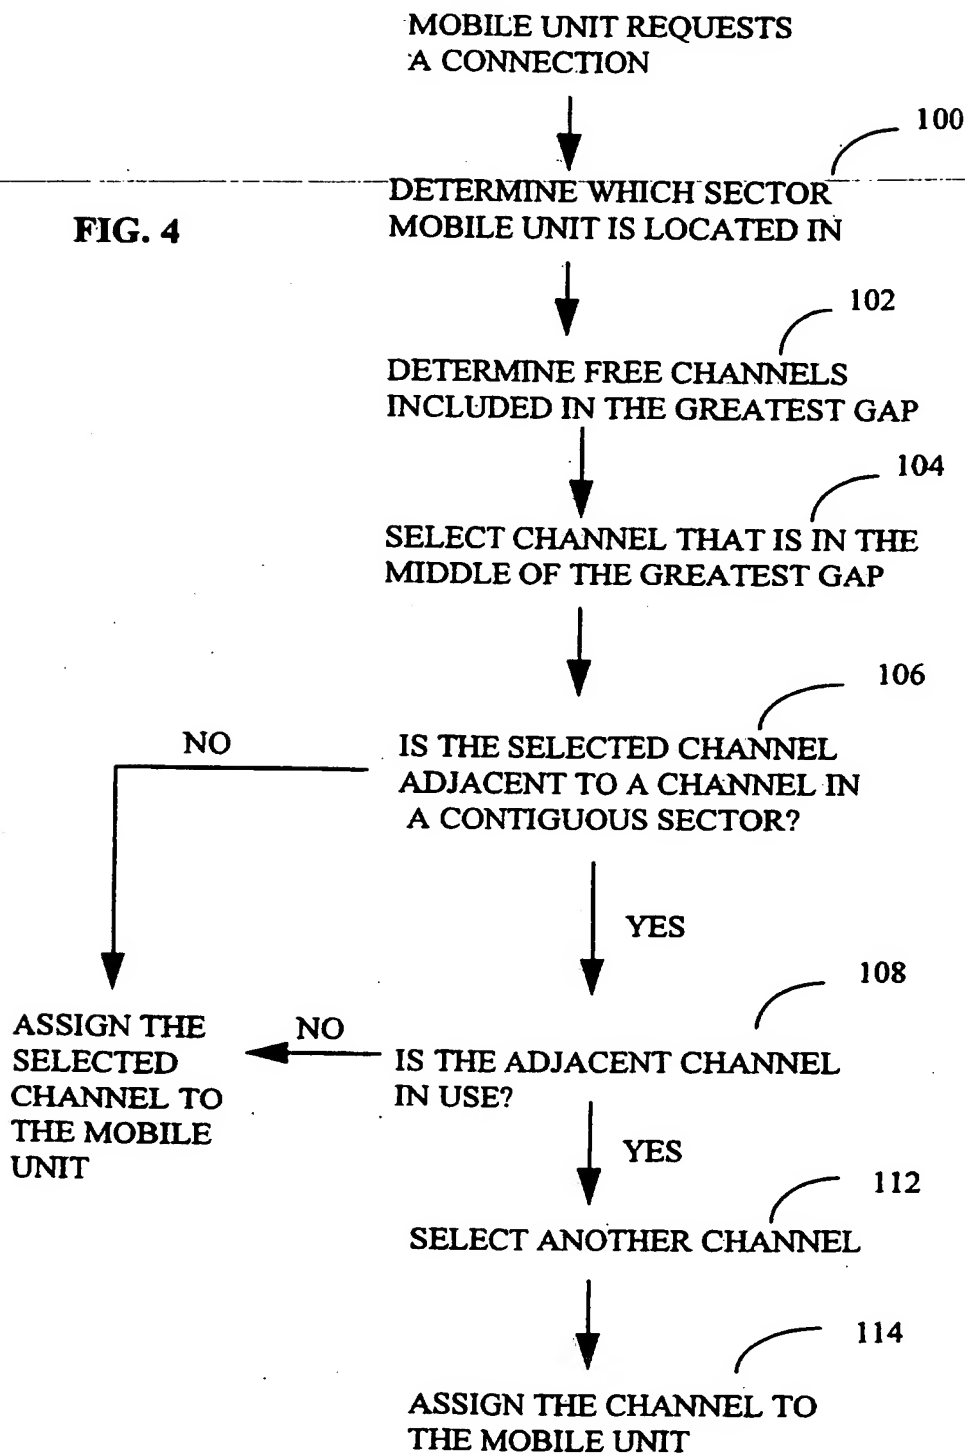 MOBILE UNIT REQUESTS
A CONNECTION
100
DETERMINE WHICH SECTOR
MOBILE UNIT IS LOCATED IN
FIG. 4
102
DETERMINE FREE CHANNELS
INCLUDED IN THE GREATEST GAP
104
SELECT CHANNEL THAT IS IN THE
MIDDLE OF THE GREATEST GAP
106
IS THE SELECTED CHANNEL
ADJACENT TO A CHANNEL IN
A CONTIGUOUS SECTOR?
NO
YES
108
IS THE ADJACENT CHANNEL
IN USE?
NO
ASSIGN THE
SELECTED
CHANNEL TO
THE MOBILE
UNIT
YES
112
SELECT ANOTHER CHANNEL
114
ASSIGN THE CHANNEL TO
THE MOBILE UNIT